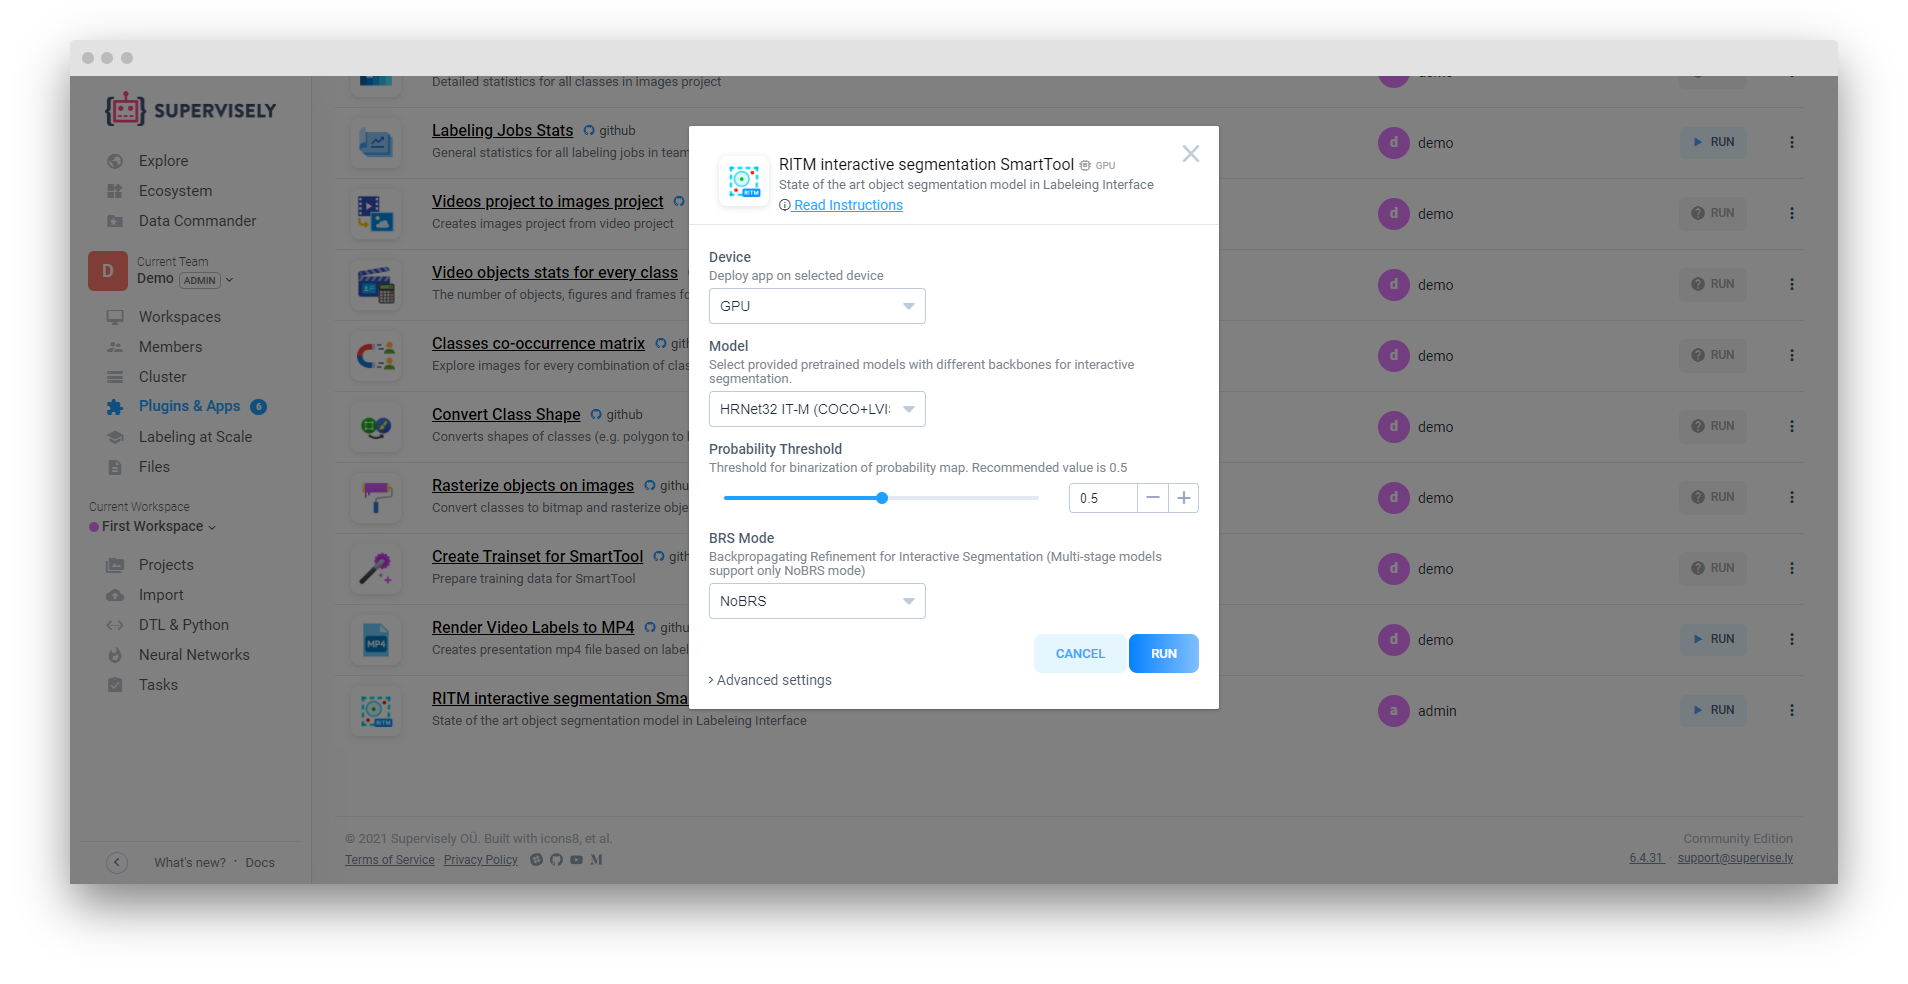 SUPERVISELY
Explore
Ecosystem
Data Commander
D
Current Team
Demo ADMIN
Workspaces
Members
Cluster
Plugins & Apps 6
Labeling at Scale
Files
Current Workspace
First Workspace
Projects
Import
DTL & Python
Neural Networks
Tasks
What's new? · Docs
Detailed statistics for all classes in images project
Labeling Jobs Stats github
General statistics for all labeling jobs in team
d demo
RUN
Videos project to images project
Creates images project from video project
d demo
RUN
Video objects stats for every class
The number of objects, figures and frames
d demo
RUN
Classes co-occurrence matrix
Explore images for every combination of
d demo
RUN
Convert Class Shape github
Converts shapes of classes (e.g. polygon to
d demo
RUN
Rasterize objects on images
Convert classes to bitmap and rasterize
d demo
RUN
Create Trainset for SmartTool
Prepare training data for SmartTool
d demo
RUN
Render Video Labels to MP4
MP4
Creates presentation mp4 file based on
d demo
RUN
RITM interactive segmentation Sma
RITM
State of the art object segmentation model in Labeleing Interface
a admin
RUN
© 2021 Supervisely OÜ. Built with icons8, et al.
Terms of Service · Privacy Policy
Community Edition
6.4.31 · support@supervise.ly
RITM
RITM interactive segmentation SmartTool GPU
State of the art object segmentation model in Labeleing Interface
Read Instructions
Device
Deploy app on selected device
GPU
Model
Select provided pretrained models with different backbones for interactive
segmentation.
HRNet32 IT-M (COCO+LVIS
Probability Threshold
Threshold for binarization of probability map. Recommended value is 0.5
0.5
BRS Mode
Backpropagating Refinement for Interactive Segmentation (Multi-stage models
support only NoBRS mode)
NoBRS
CANCEL
RUN
Advanced settings